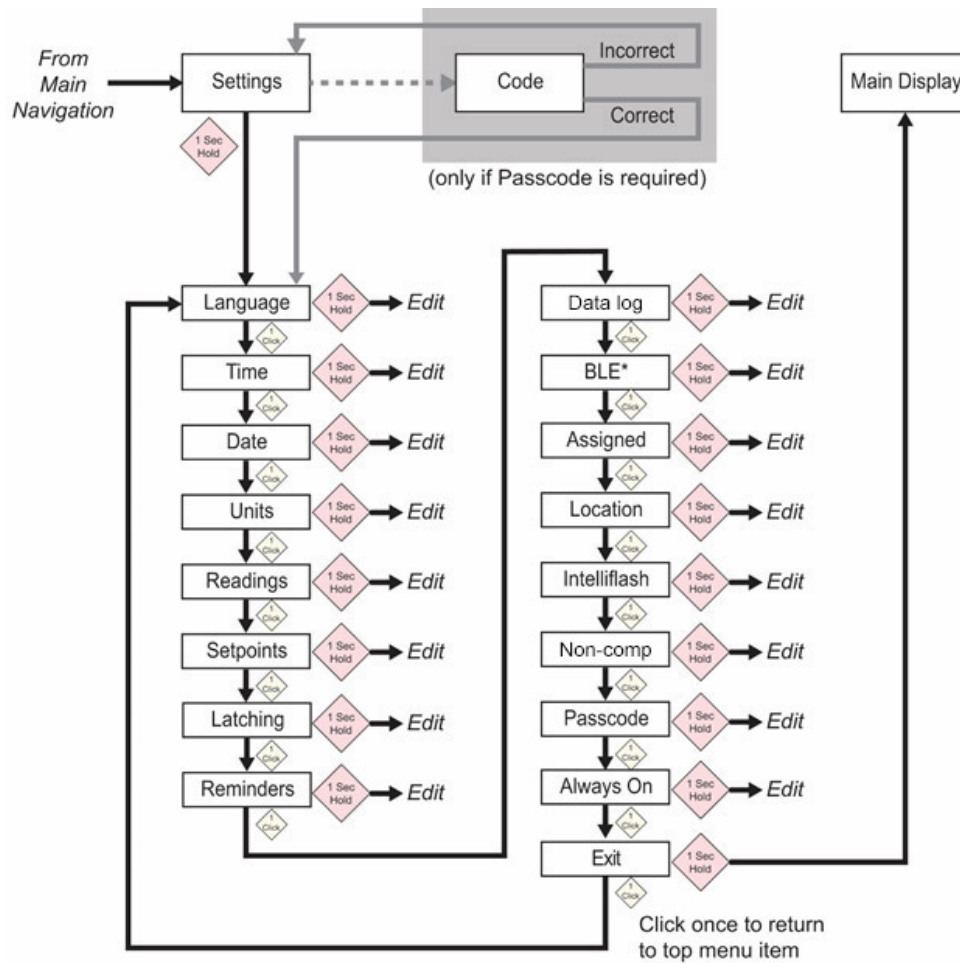 From
Main
Navigation
Settings
Code
Incorrect
Correct
Main Display
1 Sec
Hold
(only if Passcode is required)
Language
1 Sec
Hold
Edit
1
Click
Time
1 Sec
Hold
Edit
1
Click
Date
1 Sec
Hold
Edit
1
Click
Units
1 Sec
Hold
Edit
1
Click
Readings
1 Sec
Hold
Edit
1
Click
Setpoints
1 Sec
Hold
Edit
1
Click
Latching
1 Sec
Hold
Edit
1
Click
Reminders
1 Sec
Hold
Edit
1
Click
Data log
1 Sec
Hold
Edit
1
Click
BLE*
1 Sec
Hold
Edit
1
Click
Assigned
1 Sec
Hold
Edit
1
Click
Location
1 Sec
Hold
Edit
1
Click
Intelliflash
1 Sec
Hold
Edit
1
Click
Non-comp
1 Sec
Hold
Edit
1
Click
Passcode
1 Sec
Hold
Edit
1
Click
Always On
1 Sec
Hold
Edit
1
Click
Exit
1 Sec
Hold
1
Click
Click once to return
to top menu item